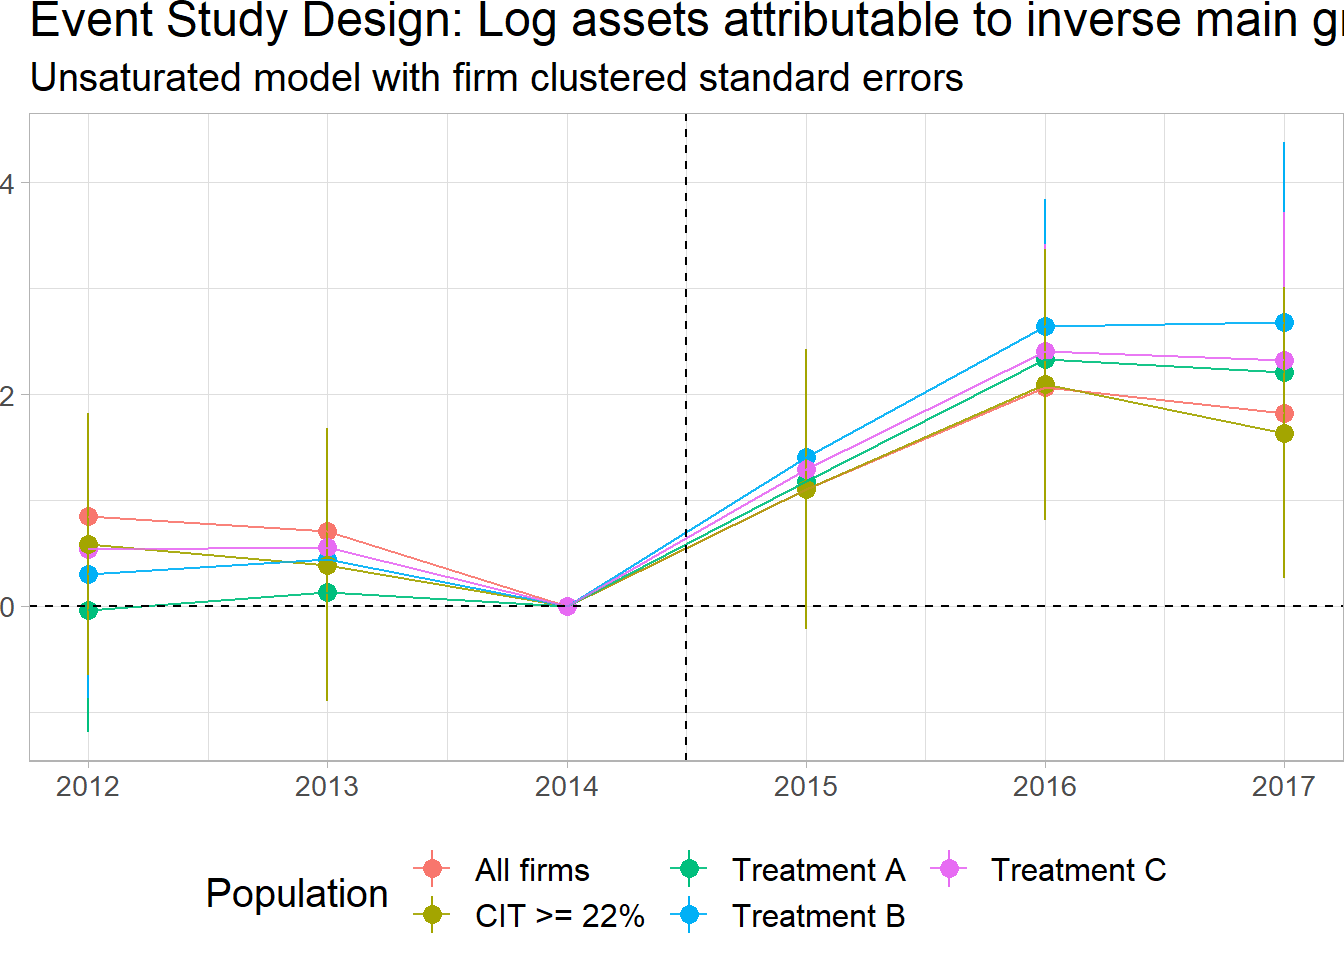 Event Study Design: Log assets attributable to inverse main
Unsaturated model with firm clustered standard errors
4
2
0
2012 2013 2014 2015 2016 2017
Population
All firms Treatment A Treatment C
CIT >= 22% Treatment B